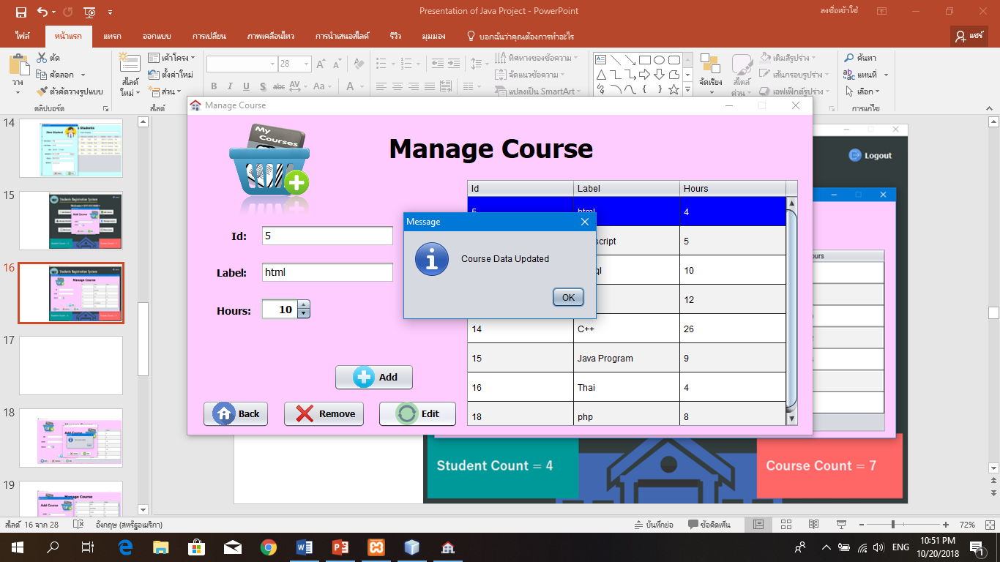 Presentation of Java Project - PowerPoint
ลงชื่อเข้าใช้
ไฟล์ หน้าแรก แทรก ออกแบบ การเปลี่ยน ภาพเคลื่อนไหว การนำเสนอสไลด์ รีวิว มุมมอง บอกฉันว่าคุณต้องการทำอะไร แชร์
วาง
ตัด
คัดลอก
ตัวคัดวางรูปแบบ
คลิปบอร์ด
สไลด์
ใหม่
เค้าโครง
ตั้งค่าใหม่
ส่วน
สไลด์
28
B I U S abc AV Aa A
ทิศทางของข้อความ
จัดแนวข้อความ
แปลงเป็น SmartArt
จัดเรียง
สไตล์
ด่วน
เติมสีรูปร่าง
เส้นกรอบรูปร่าง
เอฟเฟ็กต์รูปร่าง
ค้นหา
แทนที่
เลือก
การแก้ไข
14
15
16
17
18
19
Manage Course
My
Courses
Manage Course
Id: 5
Label: html
Hours: 10
Add
Back Remove Edit
Id Label Hours
5 html 4
script 5
ql 10
12
14 C++ 26
15 Java Program 9
16 Thai 4
18 php 8
Message
Course Data Updated
OK
Logout
ours
Student Count = 4
Course Count = 7
สไลด์ 16 จาก 28 อังกฤษ (สหรัฐอเมริกา) บันทึกย่อ ข้อคิดเห็น 72%
ENG
10:51 PM
10/20/2018
1